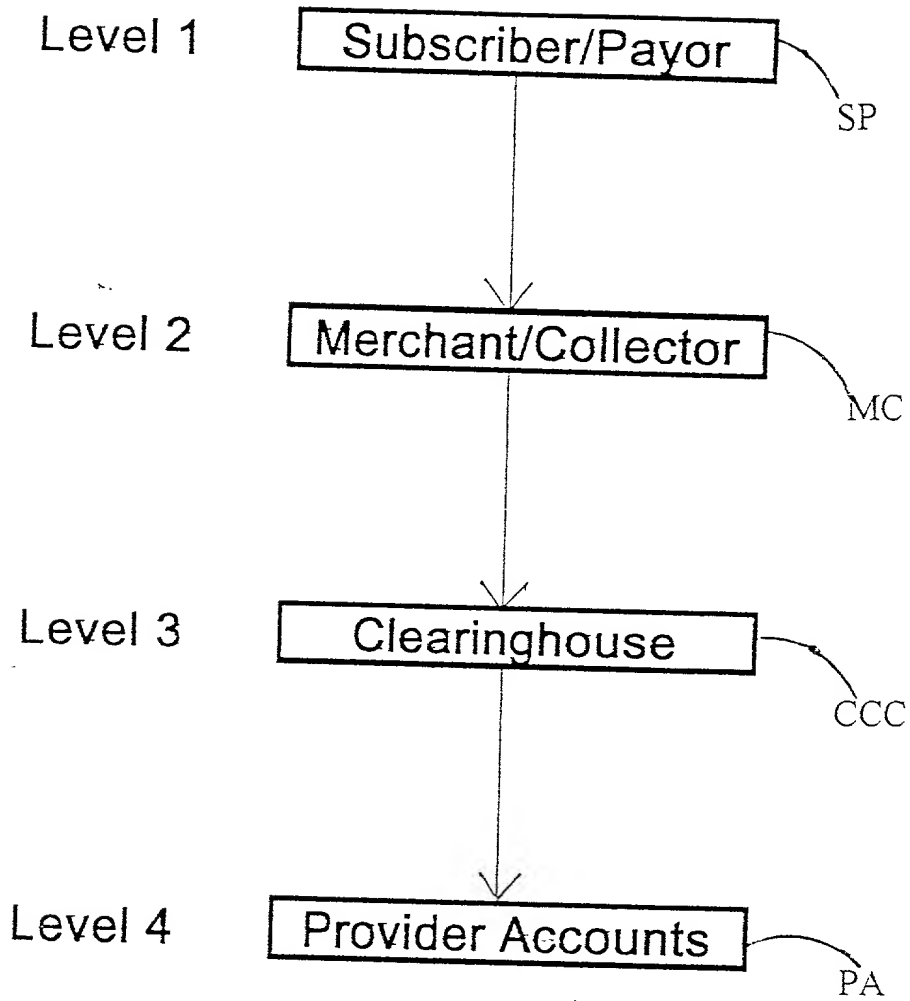 Level 1 Subscriber/Payor
SP
Level 2 Merchant/Collector
MC
Level 3 Clearinghouse
CCC
Level 4 Provider Accounts
PA